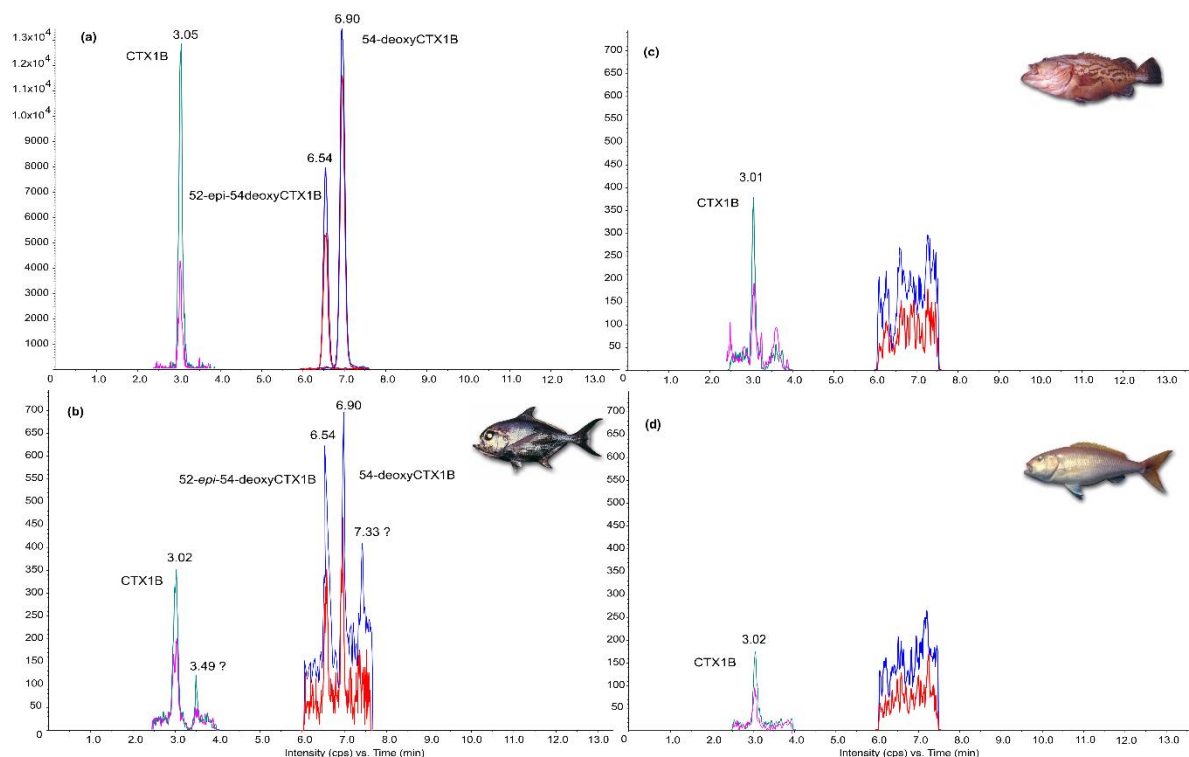 (a)
1.3x10⁴
1.2x10⁴
1.1x10⁴
1.0x10⁴
9000
8000
7000
6000
5000
4000
3000
2000
1000
3.05
CTX1B
6.54
52-epi-54deoxyCTX1B
6.90
54-deoxyCTX1B
1.0 2.0 3.0 4.0 5.0 6.0 7.0 8.0 9.0 10.0 11.0 12.0 13.0
(c)
750
700
650
600
550
500
450
400
350
300
250
200
150
100
50
0
3.01
CTX1B
1.0 2.0 3.0 4.0 5.0 6.0 7.0 8.0 9.0 10.0 11.0 12.0 13.0
(b)
700
650
600
550
500
450
400
350
300
250
200
150
100
50
0
3.02
CTX1B
3.49 ?
6.54
52-epi-54-deoxyCTX1B
6.90
54-deoxyCTX1B
7.33 ?
1.0 2.0 3.0 4.0 5.0 6.0 7.0 8.0 9.0 10.0 11.0 12.0 13.0
Intensity (cps) vs. Time (min)
(d)
700
650
600
550
500
450
400
350
300
250
200
150
100
50
0
3.02
CTX1B
1.0 2.0 3.0 4.0 5.0 6.0 7.0 8.0 9.0 10.0 11.0 12.0 13.0
Intensity (cps) vs. Time (min)